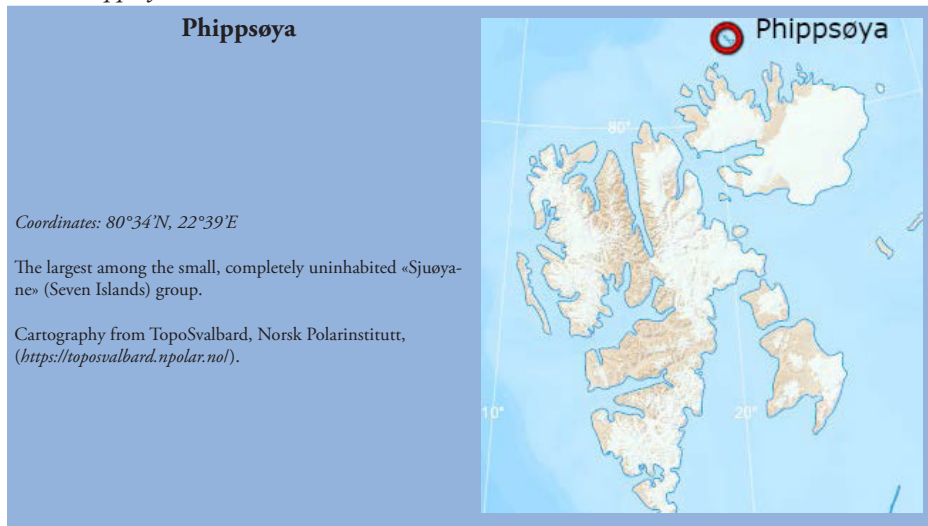 Phippsøya
Phippsøya
80°
Coordinates: 80°34’N, 22°39’E
The largest among the small, completely uninhabited «Sjuøya-
ne» (Seven Islands) group.
Cartography from TopoSvalbard, Norsk Polarinstitutt,
(https://toposvalbard.npolar.no/).
10°
20°